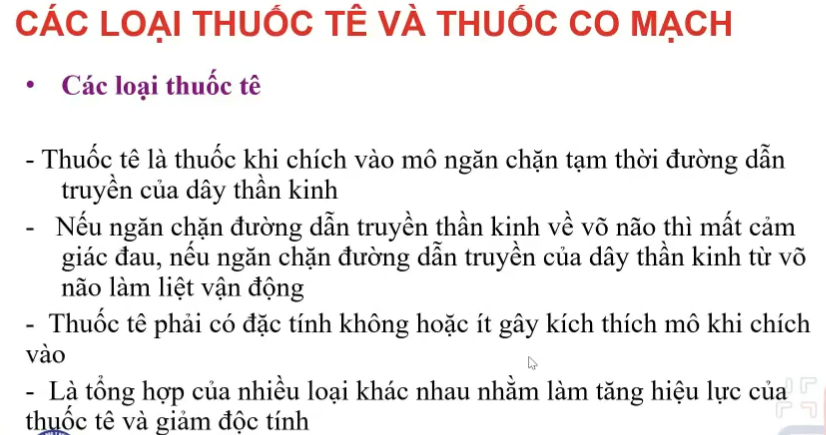 CÁC LOẠI THUỐC TÊ VÀ THUỐC CO MẠCH
• Các loại thuốc tê
- Thuốc tê là thuốc khi chích vào mô ngăn chặn tạm thời đường dẫn
truyền của dây thần kinh
- Nếu ngăn chặn đường dẫn truyền thần kinh về võ não thì mất cảm
giác đau, nếu ngăn chặn đường dẫn truyền của dây thần kinh từ võ
não làm liệt vận động
- Thuốc tê phải có đặc tính không hoặc ít gây kích thích mô khi chích
vào
- Là tổng hợp của nhiều loại khác nhau nhằm làm tăng hiệu lực của
thuốc tê và giảm độc tính